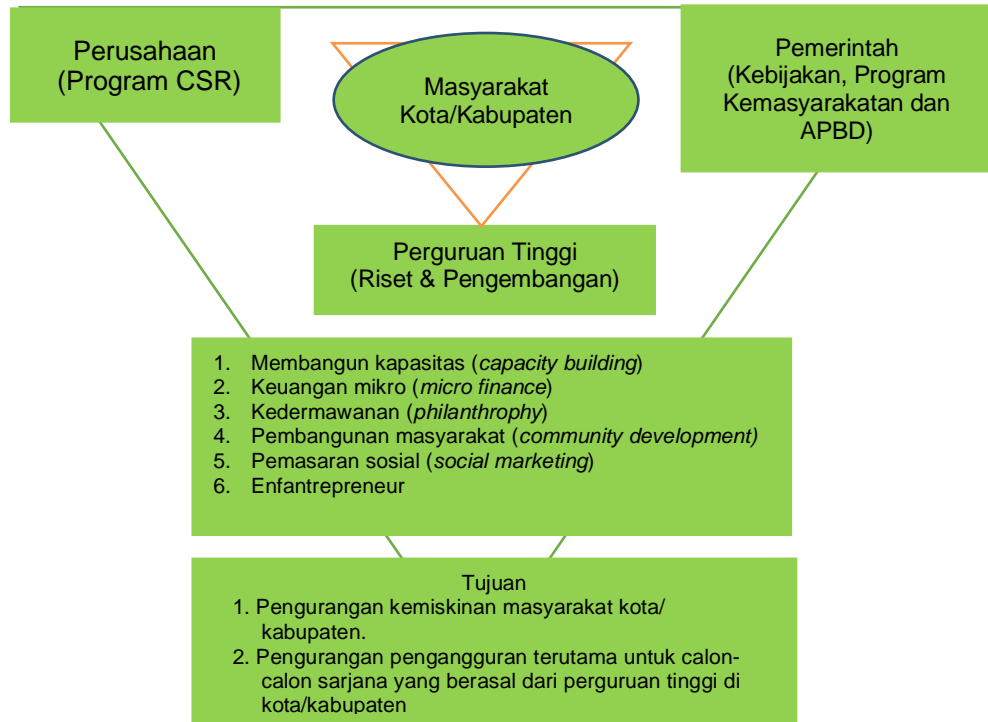 Perusahaan
(Program CSR)
Masyarakat
Kota/Kabupaten
Pemerintah
(Kebijakan, Program
Kemasyarakatan dan
APBD)
Perguruan Tinggi
(Riset & Pengembangan)
1. Membangun kapasitas (capacity building)
2. Keuangan mikro (micro finance)
3. Kedermawanan (philanthropy)
4. Pembangunan masyarakat (community development)
5. Pemasaran sosial (social marketing)
6. Enfantrepreneur
Tujuan
1. Pengurangan kemiskinan masyarakat kota/
kabupaten.
2. Pengurangan pengangguran terutama untuk calon-
calon sarjana yang berasal dari perguruan tinggi di
kota/kabupaten